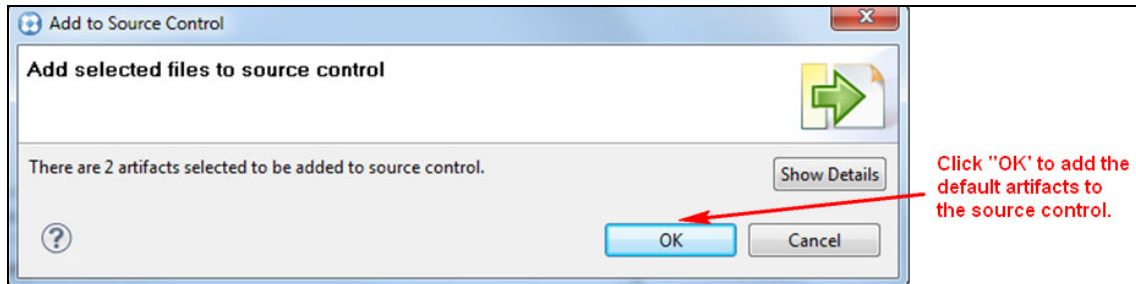 Add to Source Control
Add selected files to source control
There are 2 artifacts selected to be added to source control.
Show Details
Click "OK' to add the
default artifacts to
the source control.
OK
Cancel